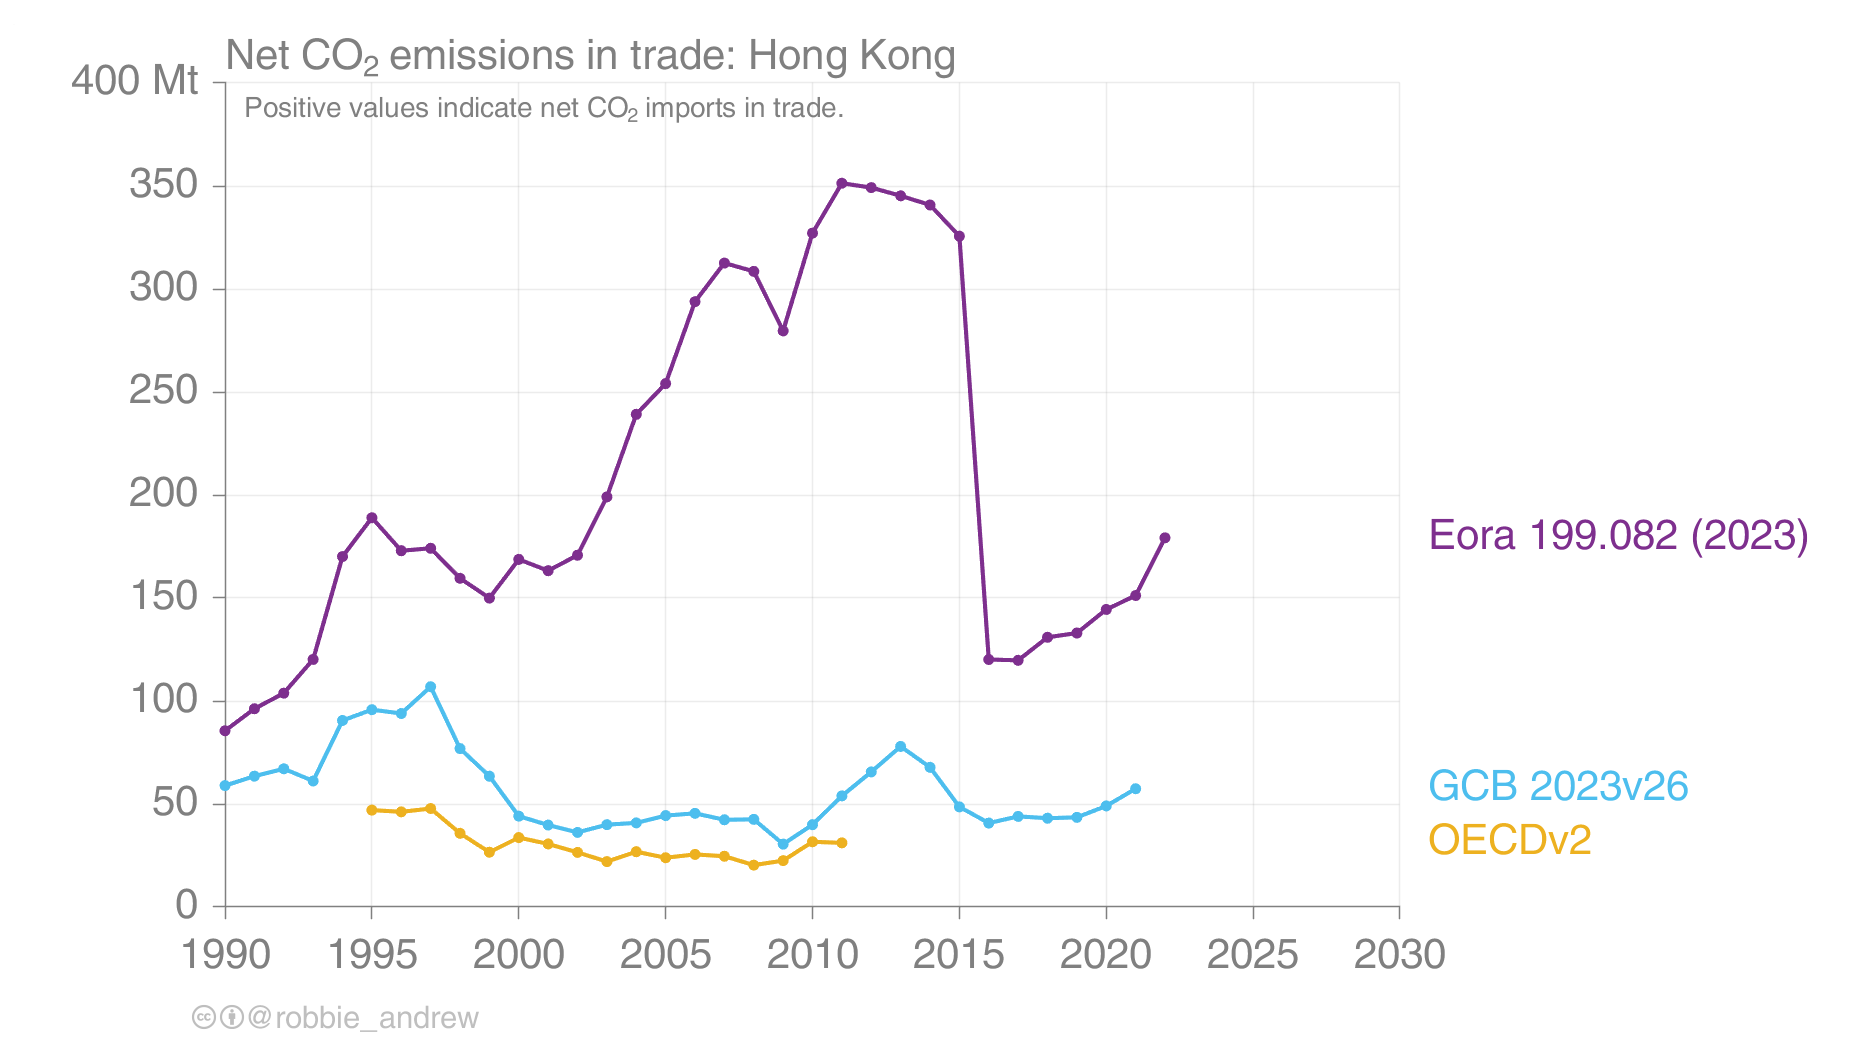 Net CO₂ emissions in trade: Hong Kong
Positive values indicate net CO₂ imports in trade.
400 Mt
350
300
250
200
150
100
50
0
1990 1995 2000 2005 2010 2015 2020 2025 2030
Eora 199.082 (2023)
GCB 2023v26
OECDv2
cc @robbie_andrew